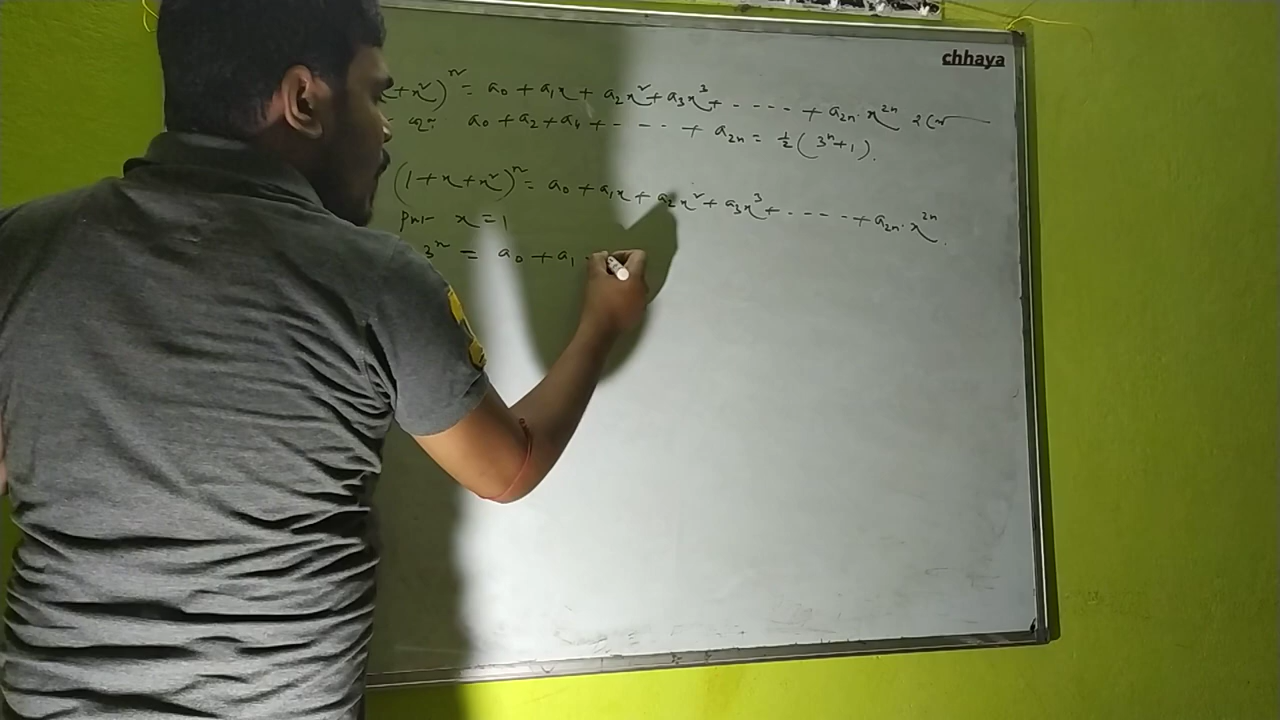 chhaya
+x²)ⁿ = a₀ + a₁x + a₂x² + a₃x³ + - - - - + a₂ₙ.x²ⁿ
a₀ + a₂ + a₄ + - - - - + a₂ₙ = ½(3ⁿ+1).
(1+x+x²)ⁿ = a₀ + a₁x + a₂x² + a₃x³ + - - - - + a₂ₙ.x²ⁿ.
put x = 1
3ⁿ = a₀ + a₁